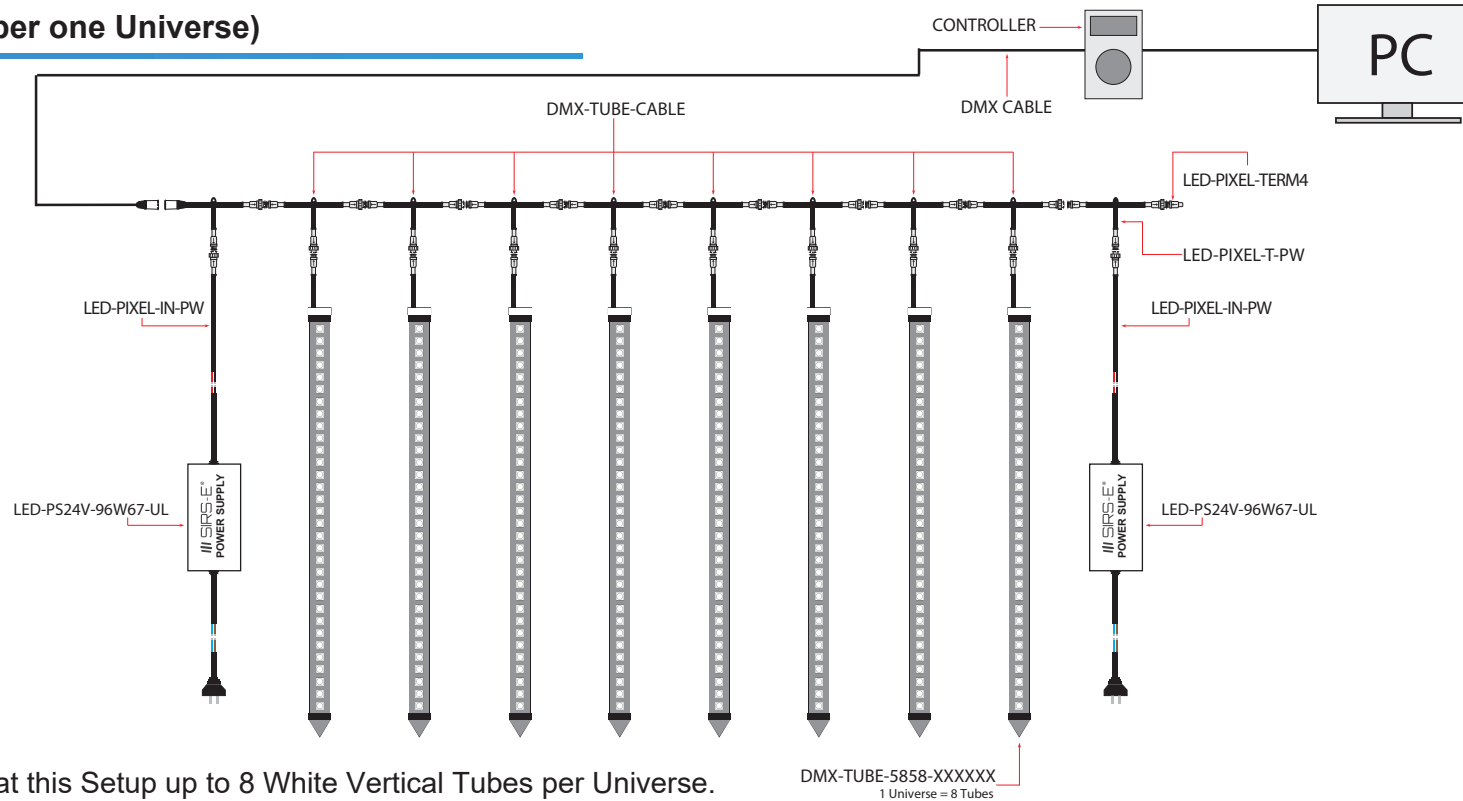 per one Universe)
CONTROLLER
PC
DMX-TUBE-CABLE
DMX CABLE
LED-PIXEL-TERM4
LED-PIXEL-T-PW
LED-PIXEL-IN-PW
LED-PIXEL-IN-PW
LED-PS24V-96W67-UL
SIRS-E®
POWER SUPPLY
SIRS-E®
POWER SUPPLY
LED-PS24V-96W67-UL
at this Setup up to 8 White Vertical Tubes per Universe.
DMX-TUBE-5858-XXXXXX
1 Universe = 8 Tubes